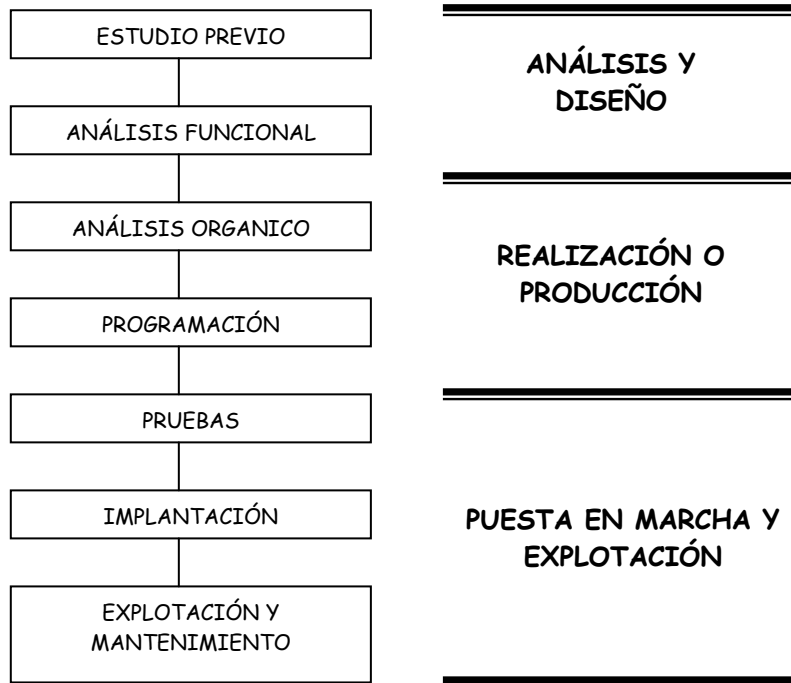 ESTUDIO PREVIO
ANÁLISIS FUNCIONAL
ANÁLISIS ORGANICO
PROGRAMACIÓN
PRUEBAS
IMPLANTACIÓN
EXPLOTACIÓN Y
MANTENIMIENTO
ANÁLISIS Y
DISEÑO
REALIZACIÓN O
PRODUCCIÓN
PUESTA EN MARCHA Y
EXPLOTACIÓN